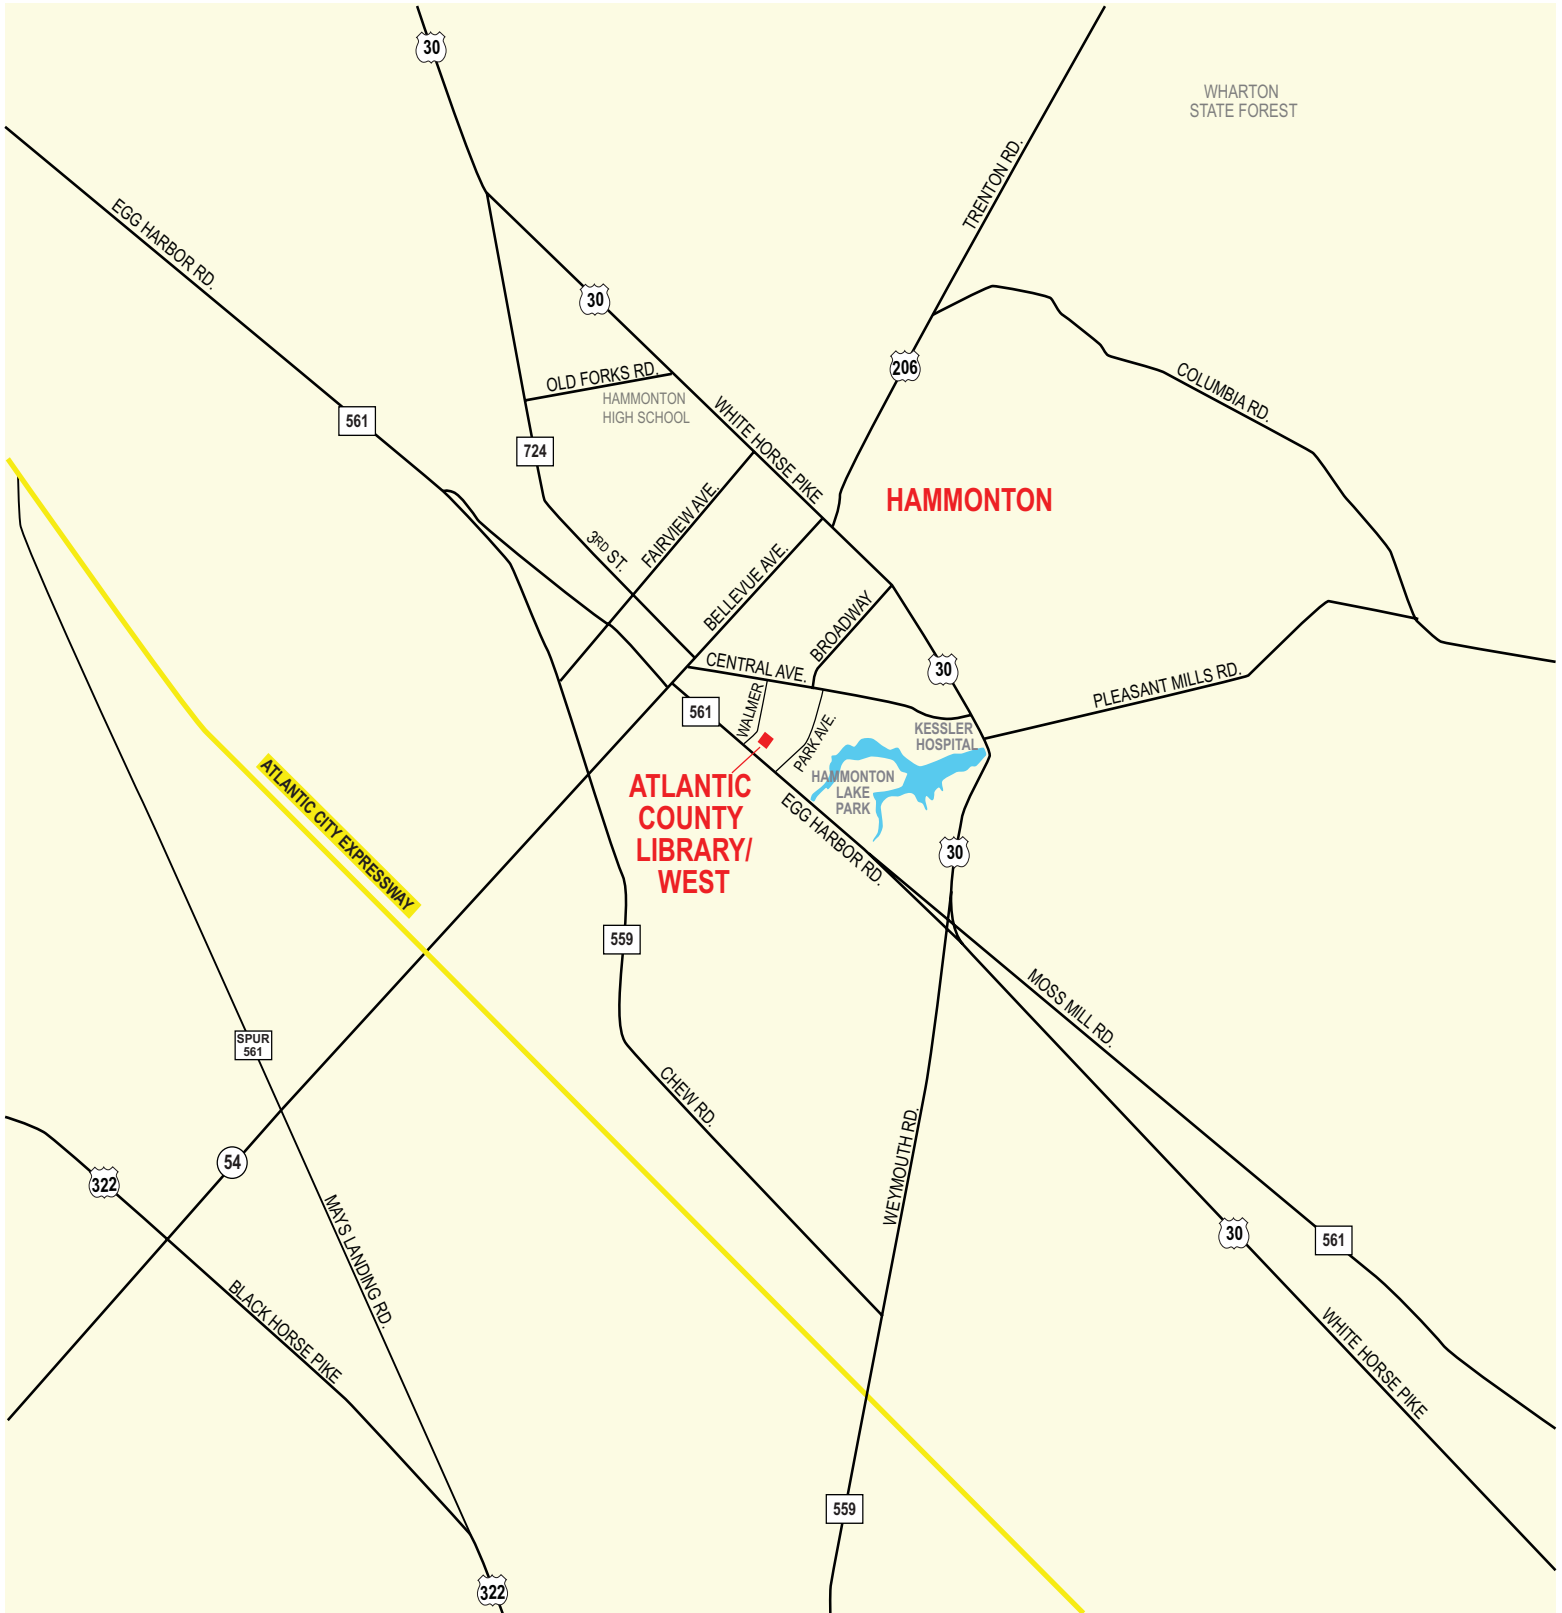 30
WHARTON
STATE FOREST
TRENTON RD.
EGG HARBOR RD.
30
206
OLD FORKS RD.
COLUMBIA RD.
HAMMONTON
HIGH SCHOOL
WHITE HORSE PIKE
561
724
HAMMONTON
FAIRVIEW AVE.
3RD ST.
BELLEVUE AVE.
BROADWAY
CENTRAL AVE.
30
PLEASANT MILLS RD.
561
WALMER
PARK AVE.
KESSLER
HOSPITAL
HAMMONTON
LAKE
PARK
ATLANTIC
COUNTY
LIBRARY/
WEST
ATLANTIC CITY EXPRESSWAY
EGG HARBOR RD.
30
559
MOSS MILL RD.
SPUR
561
CHEW RD.
WEYMOUTH RD.
54
322
MAYS LANDING RD.
30
561
BLACK HORSE PIKE
WHITE HORSE PIKE
559
322